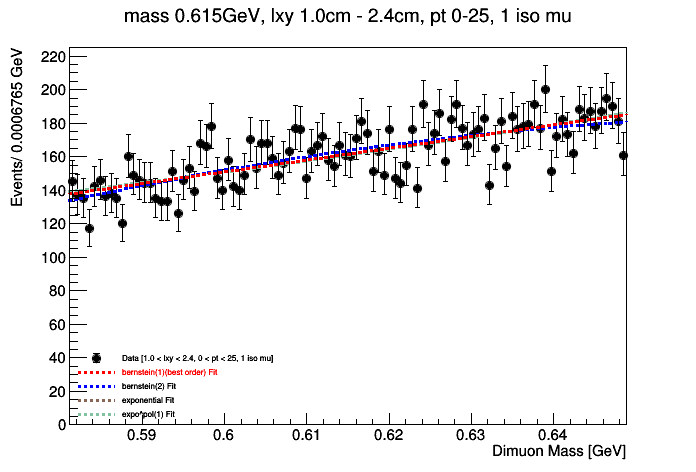 mass 0.615GeV, lxy 1.0cm - 2.4cm, pt 0-25, 1 iso mu
Events/ 0.0006765 GeV
220
200
180
160
140
120
100
80
60
40
20
0
Data [1.0 < lxy < 2.4, 0 < pt < 25, 1 iso mu]
bernstein(1)(best order) Fit
bernstein(2) Fit
exponential Fit
expo*pol(1) Fit
0.59 0.6 0.61 0.62 0.63 0.64
Dimuon Mass [GeV]